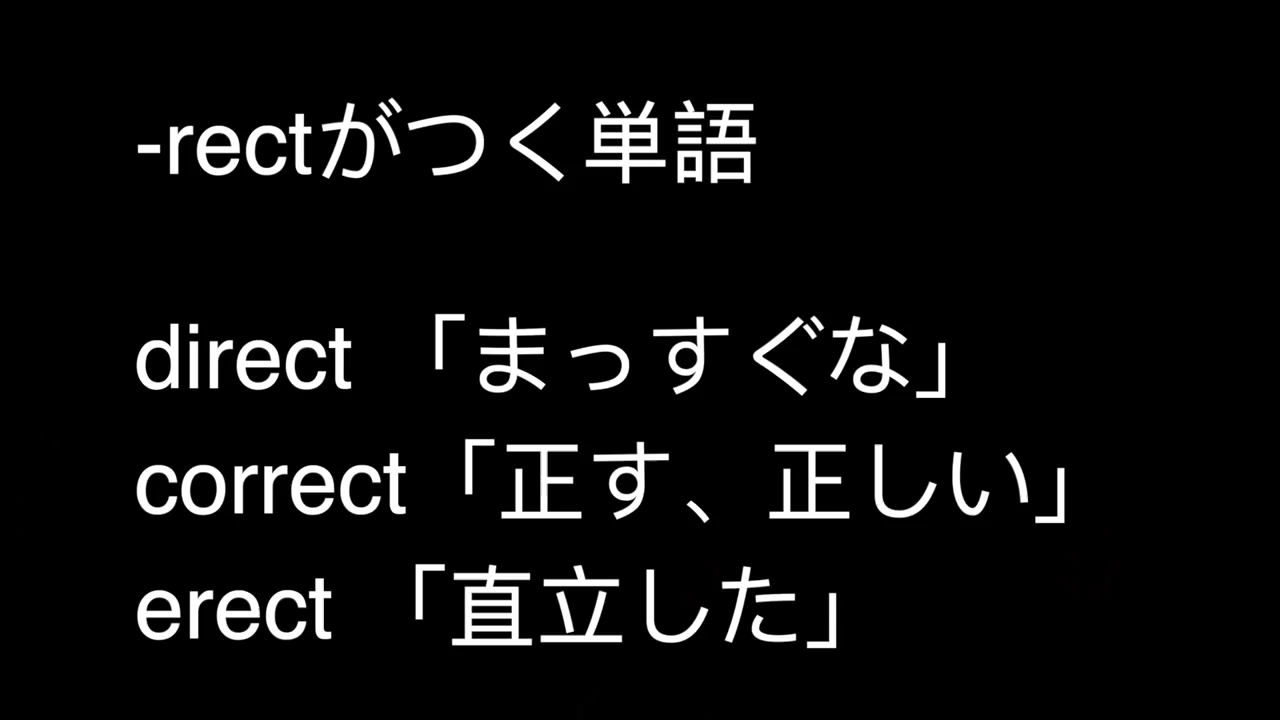 -rectがつく単語
direct 「まっすぐな」
correct「正す、正しい」
erect 「直立した」